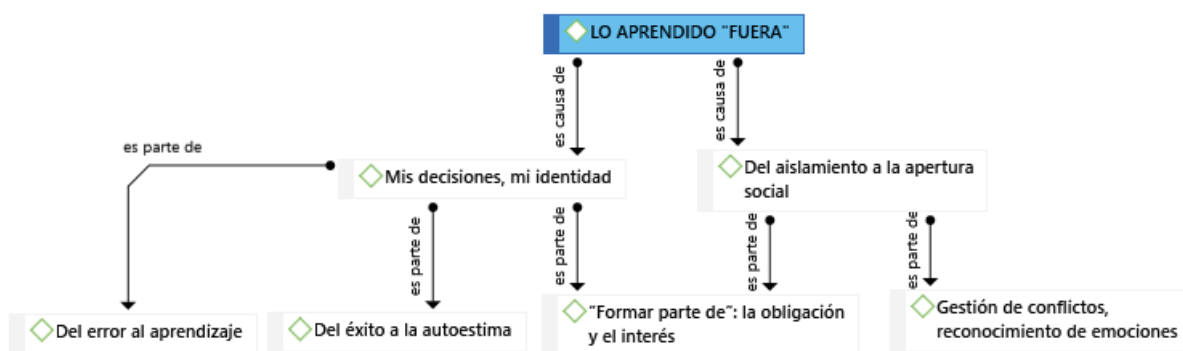 LO APRENDIDO "FUERA"
es causa de
es causa de
es parte de
Mis decisiones, mi identidad
Del aislamiento a la apertura
social
es parte de
es parte de
es parte de
es parte de
Del error al aprendizaje
Del éxito a la autoestima
"Formar parte de": la obligación
y el interés
Gestión de conflictos,
reconocimiento de emociones